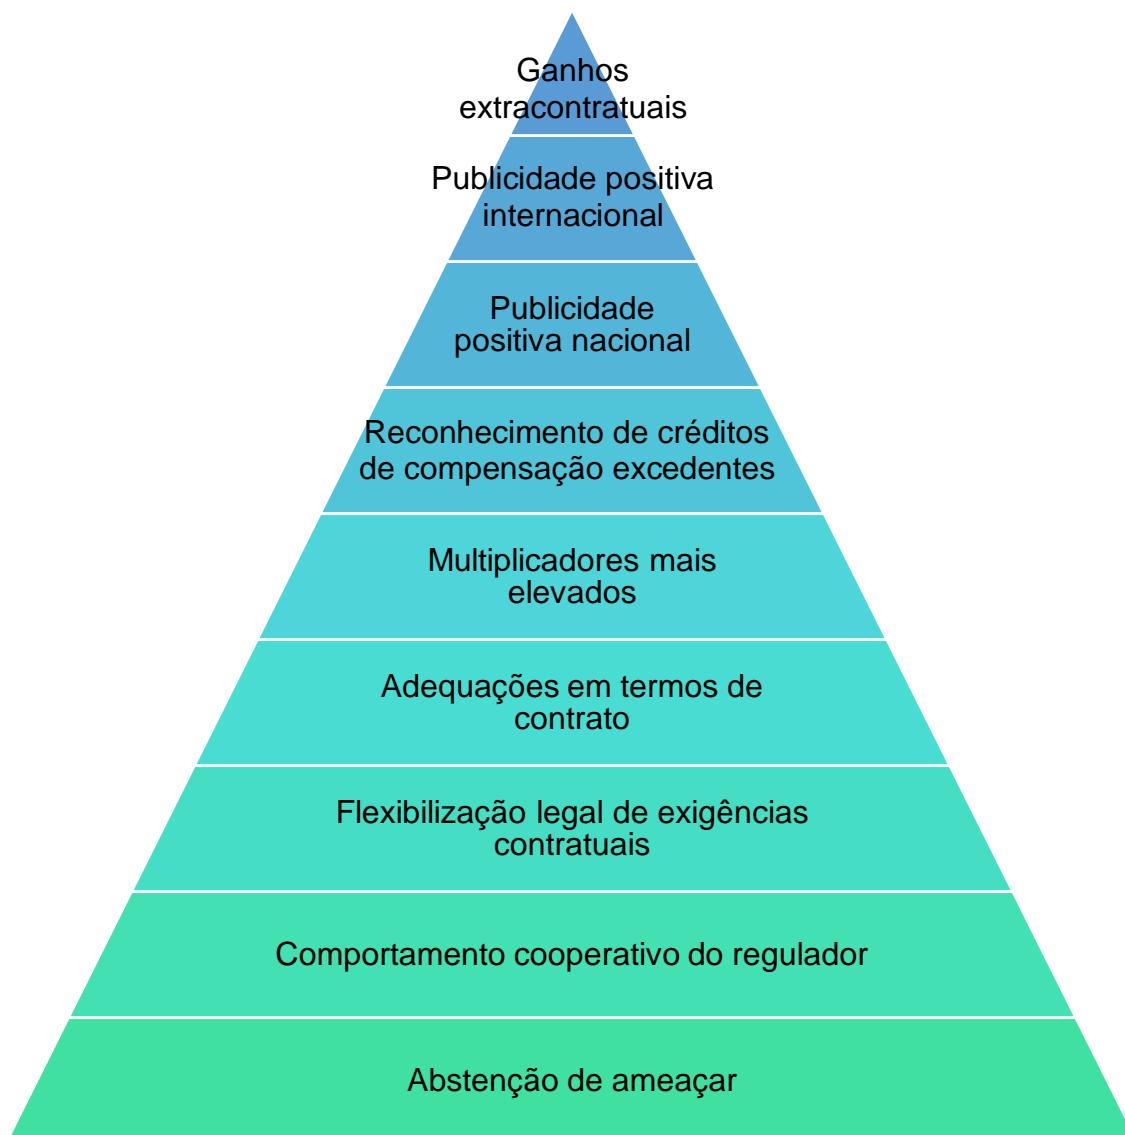 Ganhos
extracontratuais
Publicidade positiva
internacional
Publicidade
positiva nacional
Reconhecimento de créditos
de compensação excedentes
Multiplicadores mais
elevados
Adequações em termos de
contrato
Flexibilização legal de exigências
contratuais
Comportamento cooperativo do regulador
Abstenção de ameaçar